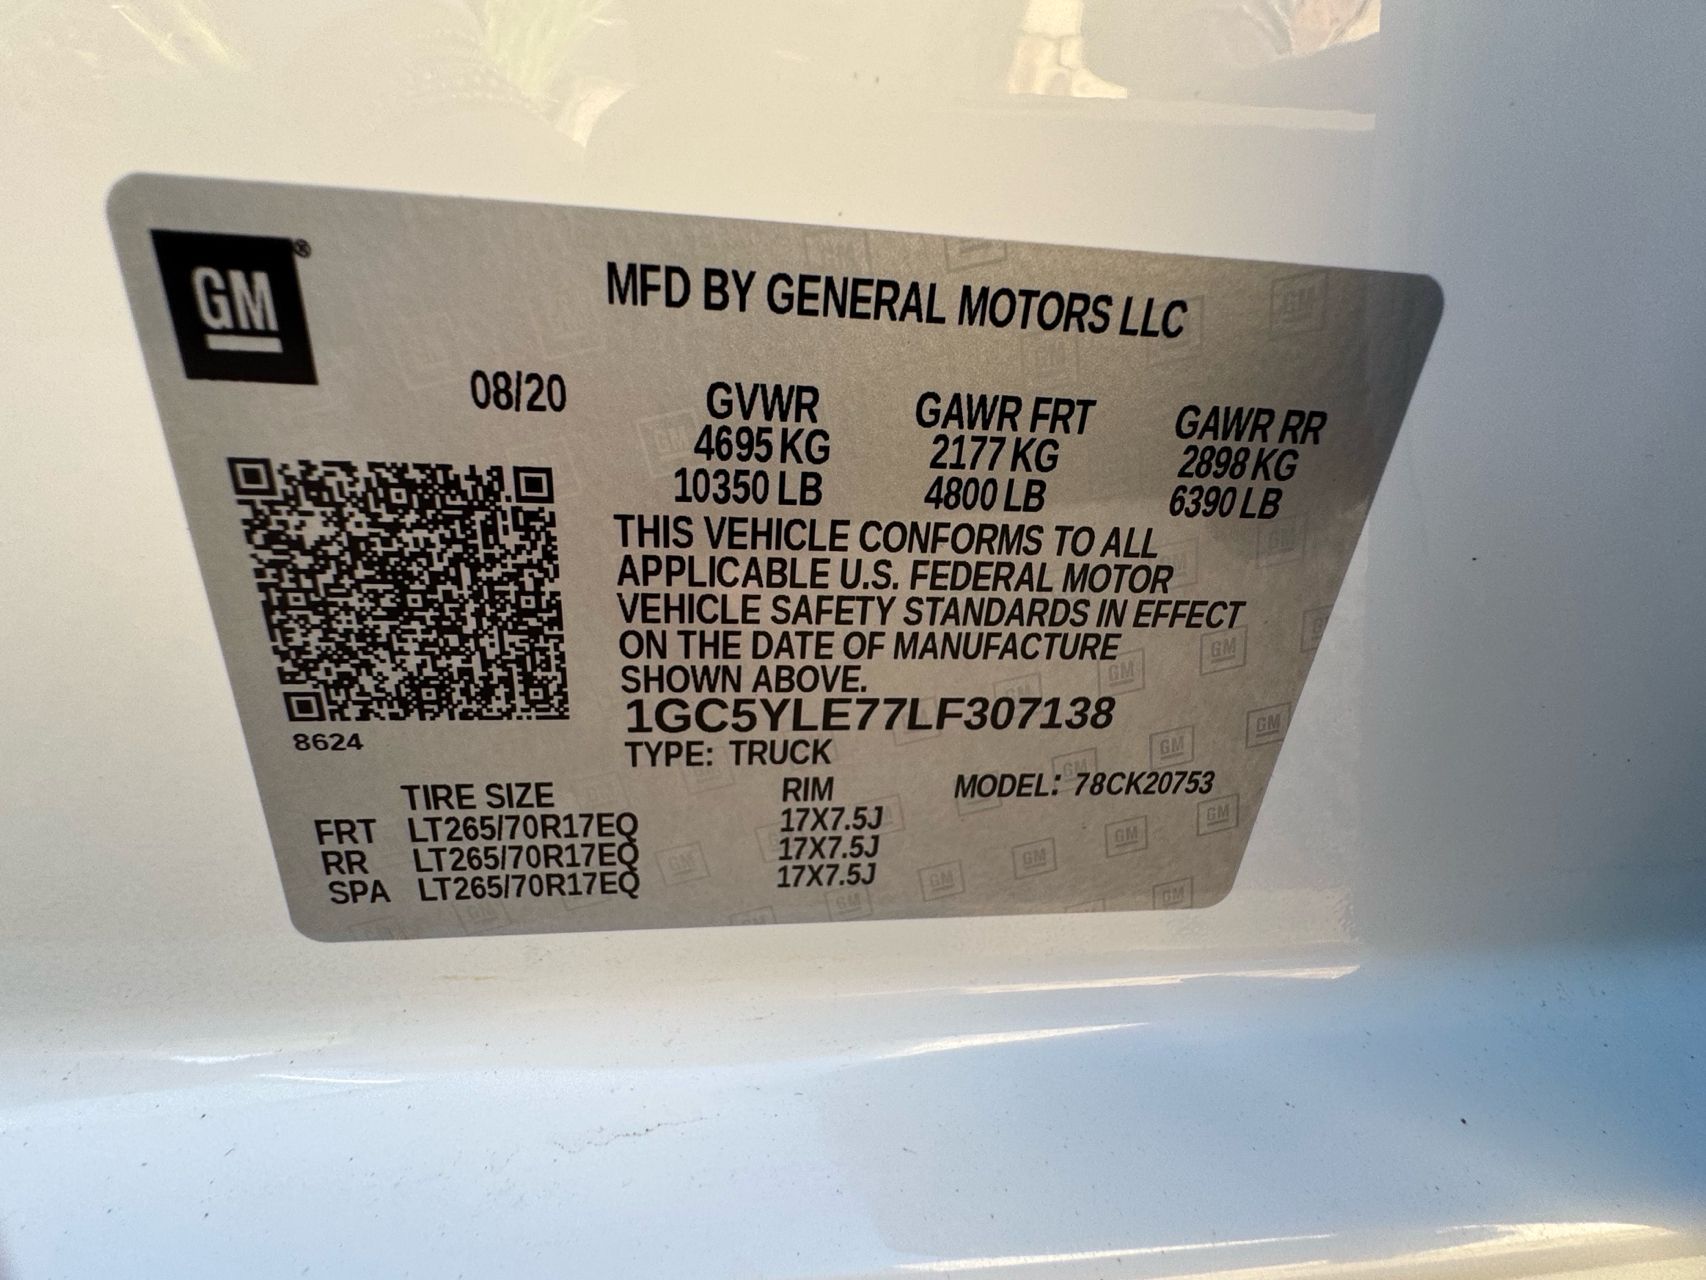 GM®
MFD BY GENERAL MOTORS LLC
08/20
GVWR GAWR FRT GAWR RR
4695 KG 2177 KG 2898 KG
10350 LB 4800 LB 6390 LB
THIS VEHICLE CONFORMS TO ALL
APPLICABLE U.S. FEDERAL MOTOR
VEHICLE SAFETY STANDARDS IN EFFECT
ON THE DATE OF MANUFACTURE
SHOWN ABOVE.
1GC5YLE77LF307138
8624
TYPE: TRUCK
TIRE SIZE RIM MODEL: 78CK20753
FRT LT265/70R17EQ 17X7.5J
RR LT265/70R17EQ 17X7.5J
SPA LT265/70R17EQ 17X7.5J